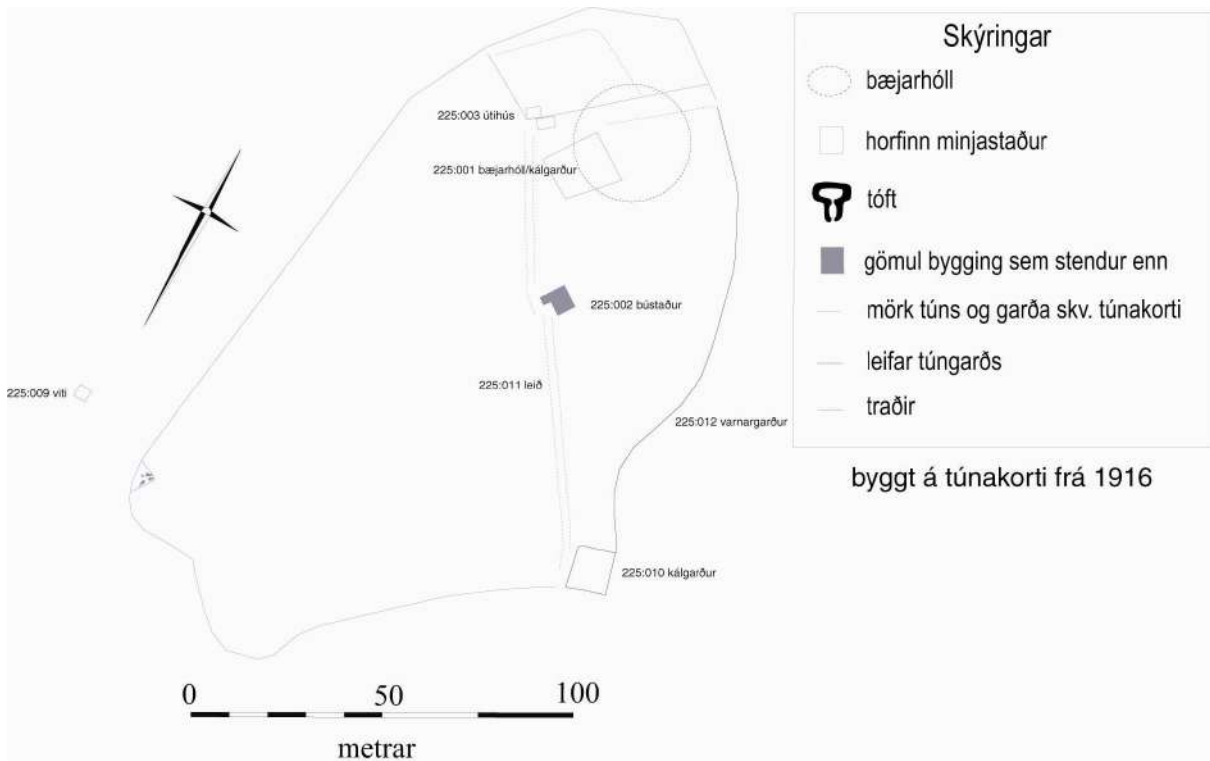 225:003 útihús
225:001 bæjarhóll/kálgarður
225:002 bústaður
225:009 viti
225:011 leið
225:012 varnargarður
225:010 kálgarður
0 50 100
metrar
Skýringar
bæjarhóll
horfinn minjastaður
tóft
gömul bygging sem stendur enn
mörk túns og garða skv. túnakorti
leifar túngarðs
traðir
byggt á túnakorti frá 1916